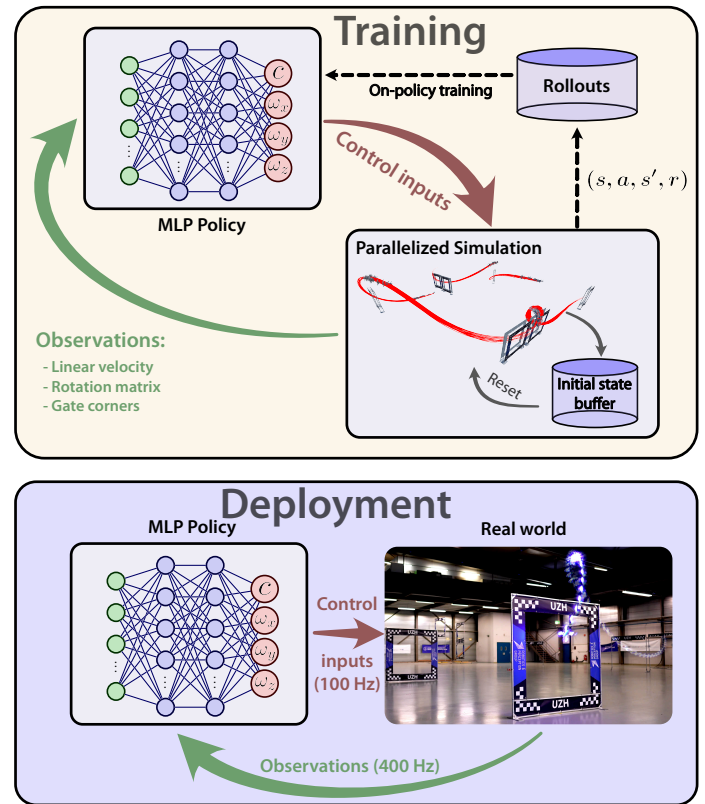 Training
c
ωx
ωy
ωz
MLP Policy
On-policy training
Rollouts
(s, a, s′, r)
Control inputs
Parallelized Simulation
Initial state
buffer
Reset
Observations:
- Linear velocity
- Rotation matrix
- Gate corners
Deployment
MLP Policy
c
ωx
ωy
ωz
Control
inputs
(100 Hz)
Real world
UZH
UZH
Observations (400 Hz)